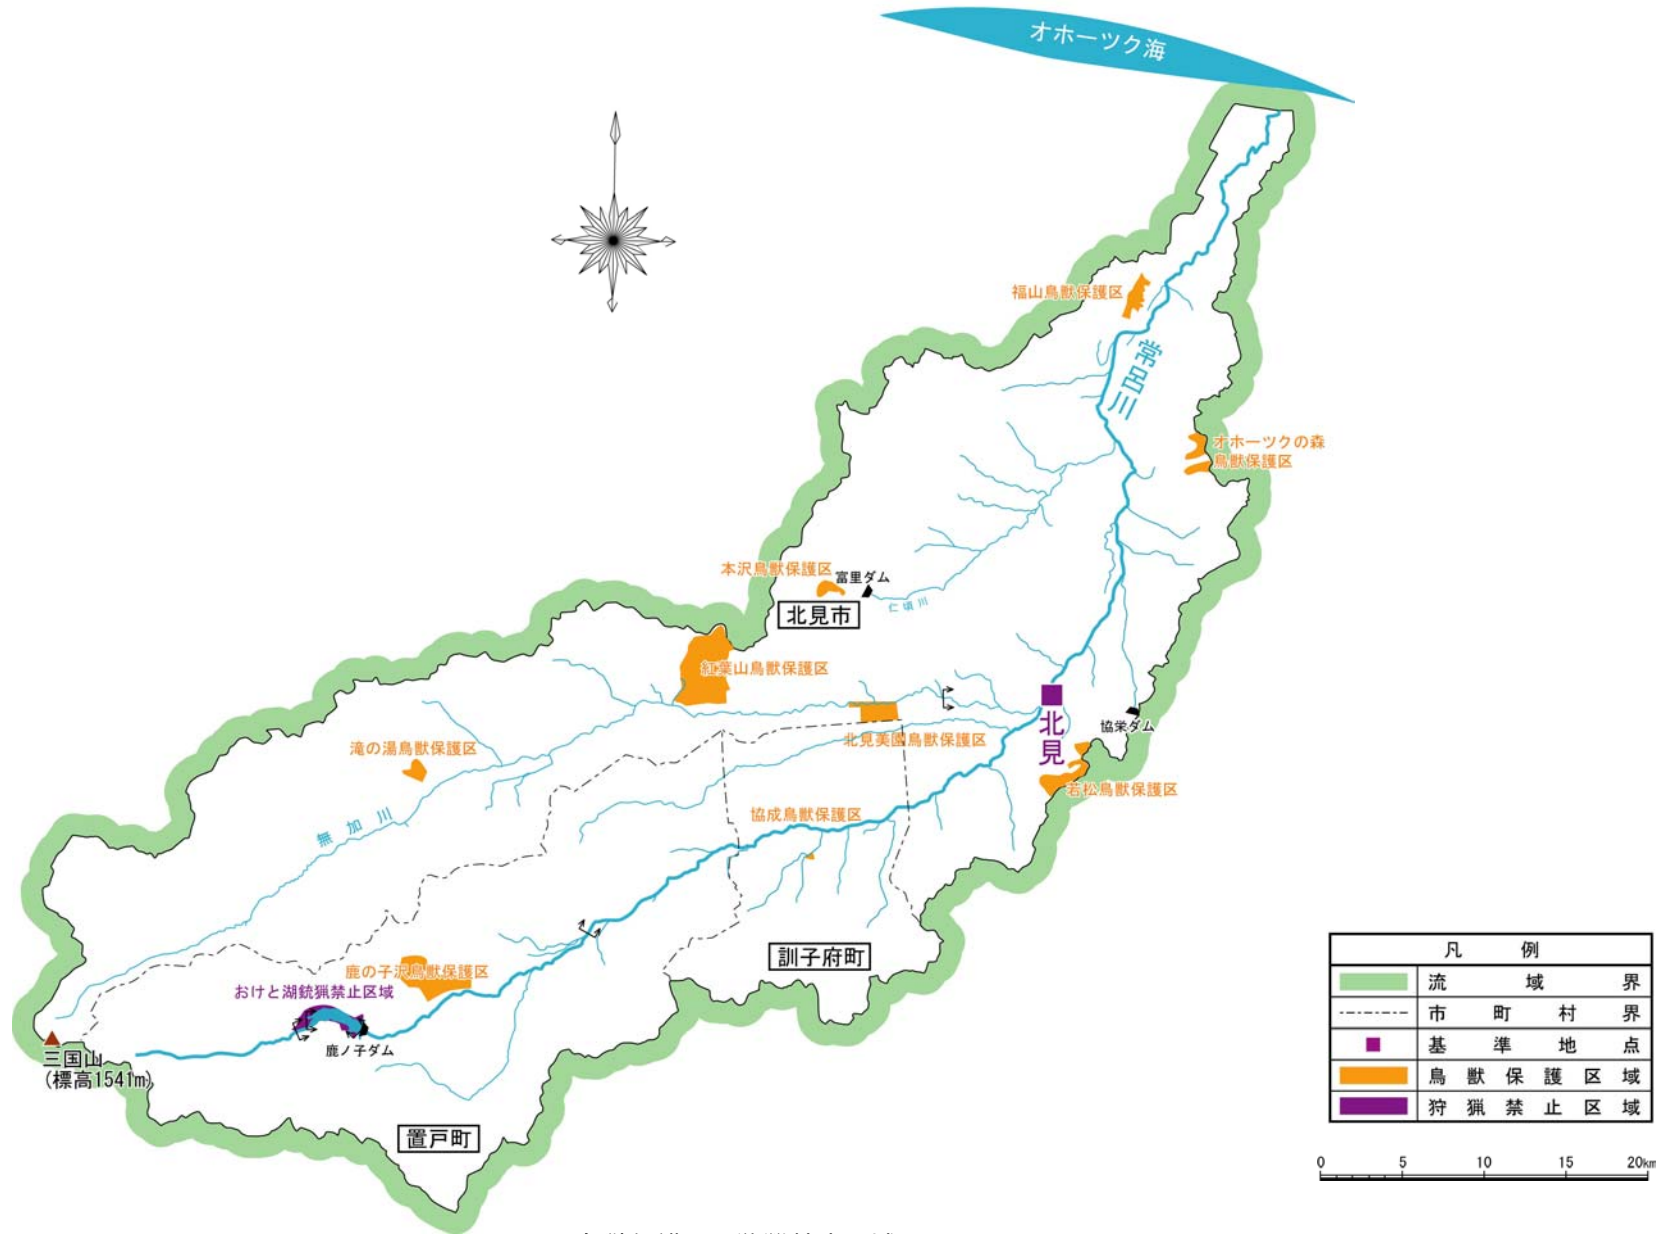 オホーツク海
福山鳥獣保護区
常呂川
オホーツクの森
鳥獣保護区
本沢鳥獣保護区
富里ダム
仁頃川
北見市
紅葉山鳥獣保護区
北見
協栄ダム
北見美園鳥獣保護区
滝の湯鳥獣保護区
若松鳥獣保護区
無加川
協成鳥獣保護区
訓子府町
鹿の子沢鳥獣保護区
おけと湖銃猟禁止区域
鹿ノ子ダム
三国山
(標高1541m)
置戸町
凡例
流域界
市町村界
基準地点
鳥獣保護区域
狩猟禁止区域
0 5 10 15 20km